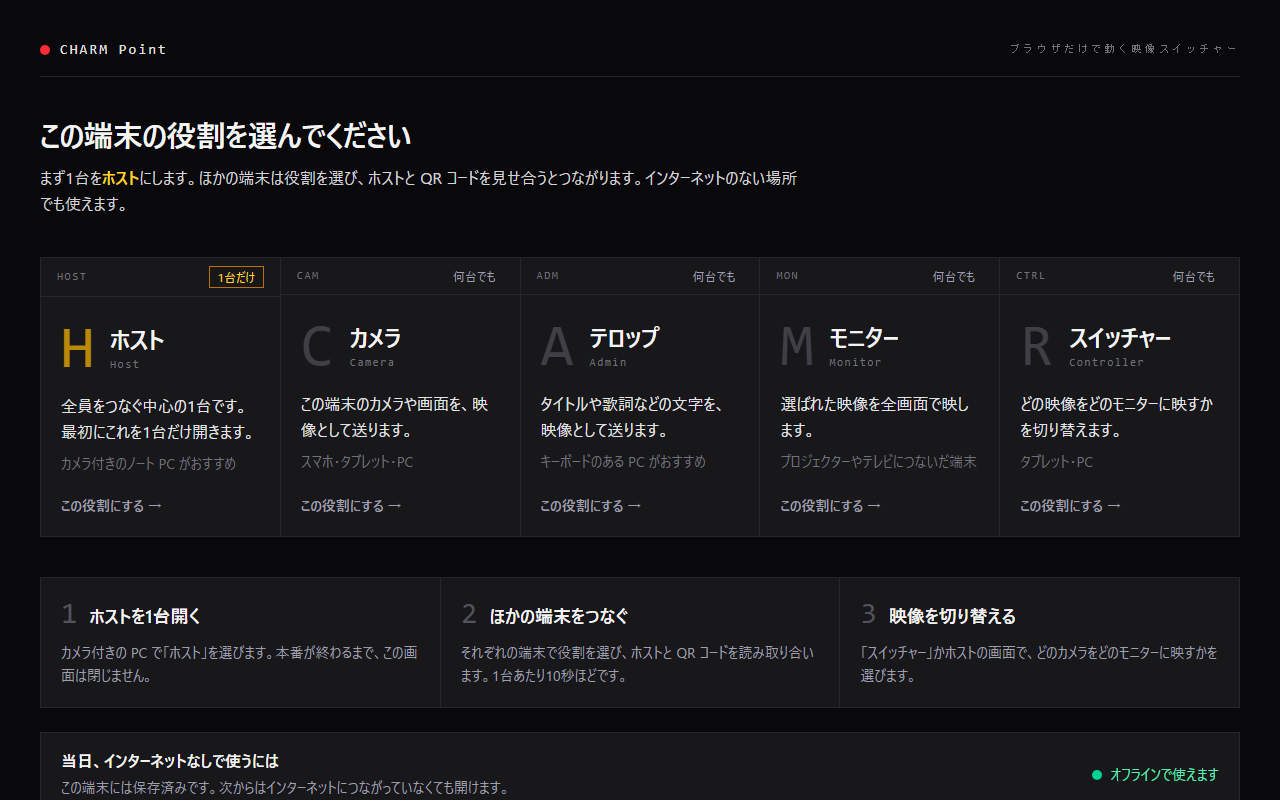 CHARM Point
ブラウザだけで動く映像スイッチャー
この端末の役割を選んでください
まず1台をホストにします。ほかの端末は役割を選び、ホストと QR コードを見せ合うとつながります。インターネットのない場所
でも使えます。
HOST
1台だけ
H
ホスト
Host
全員をつなぐ中心の1台です。
最初にこれを1台だけ開きます。
カメラ付きのノート PC がおすすめ
この役割にする →
CAM
何台でも
C
カメラ
Camera
この端末のカメラや画面を、映
像として送ります。
スマホ・タブレット・PC
この役割にする →
ADM
何台でも
A
テロップ
Admin
タイトルや歌詞などの文字を、
映像として送ります。
キーボードのある PC がおすすめ
この役割にする →
MON
何台でも
M
モニター
Monitor
選ばれた映像を全画面で映し
ます。
プロジェクターやテレビにつないだ端末
この役割にする →
CTRL
何台でも
R
スイッチャー
Controller
どの映像をどのモニターに映すか
を切り替えます。
タブレット・PC
この役割にする →
1 ホストを1台開く
カメラ付きの PC で「ホスト」を選びます。本番が終わるまで、この画
面は閉じません。
2 ほかの端末をつなぐ
それぞれの端末で役割を選び、ホストと QR コードを読み取り合い
ます。1台あたり10秒ほどです。
3 映像を切り替える
「スイッチャー」かホストの画面で、どのカメラをどのモニターに映すかを
選びます。
当日、インターネットなしで使うには
この端末には保存済みです。次からはインターネットにつながっていなくても開けます。
オフラインで使えます